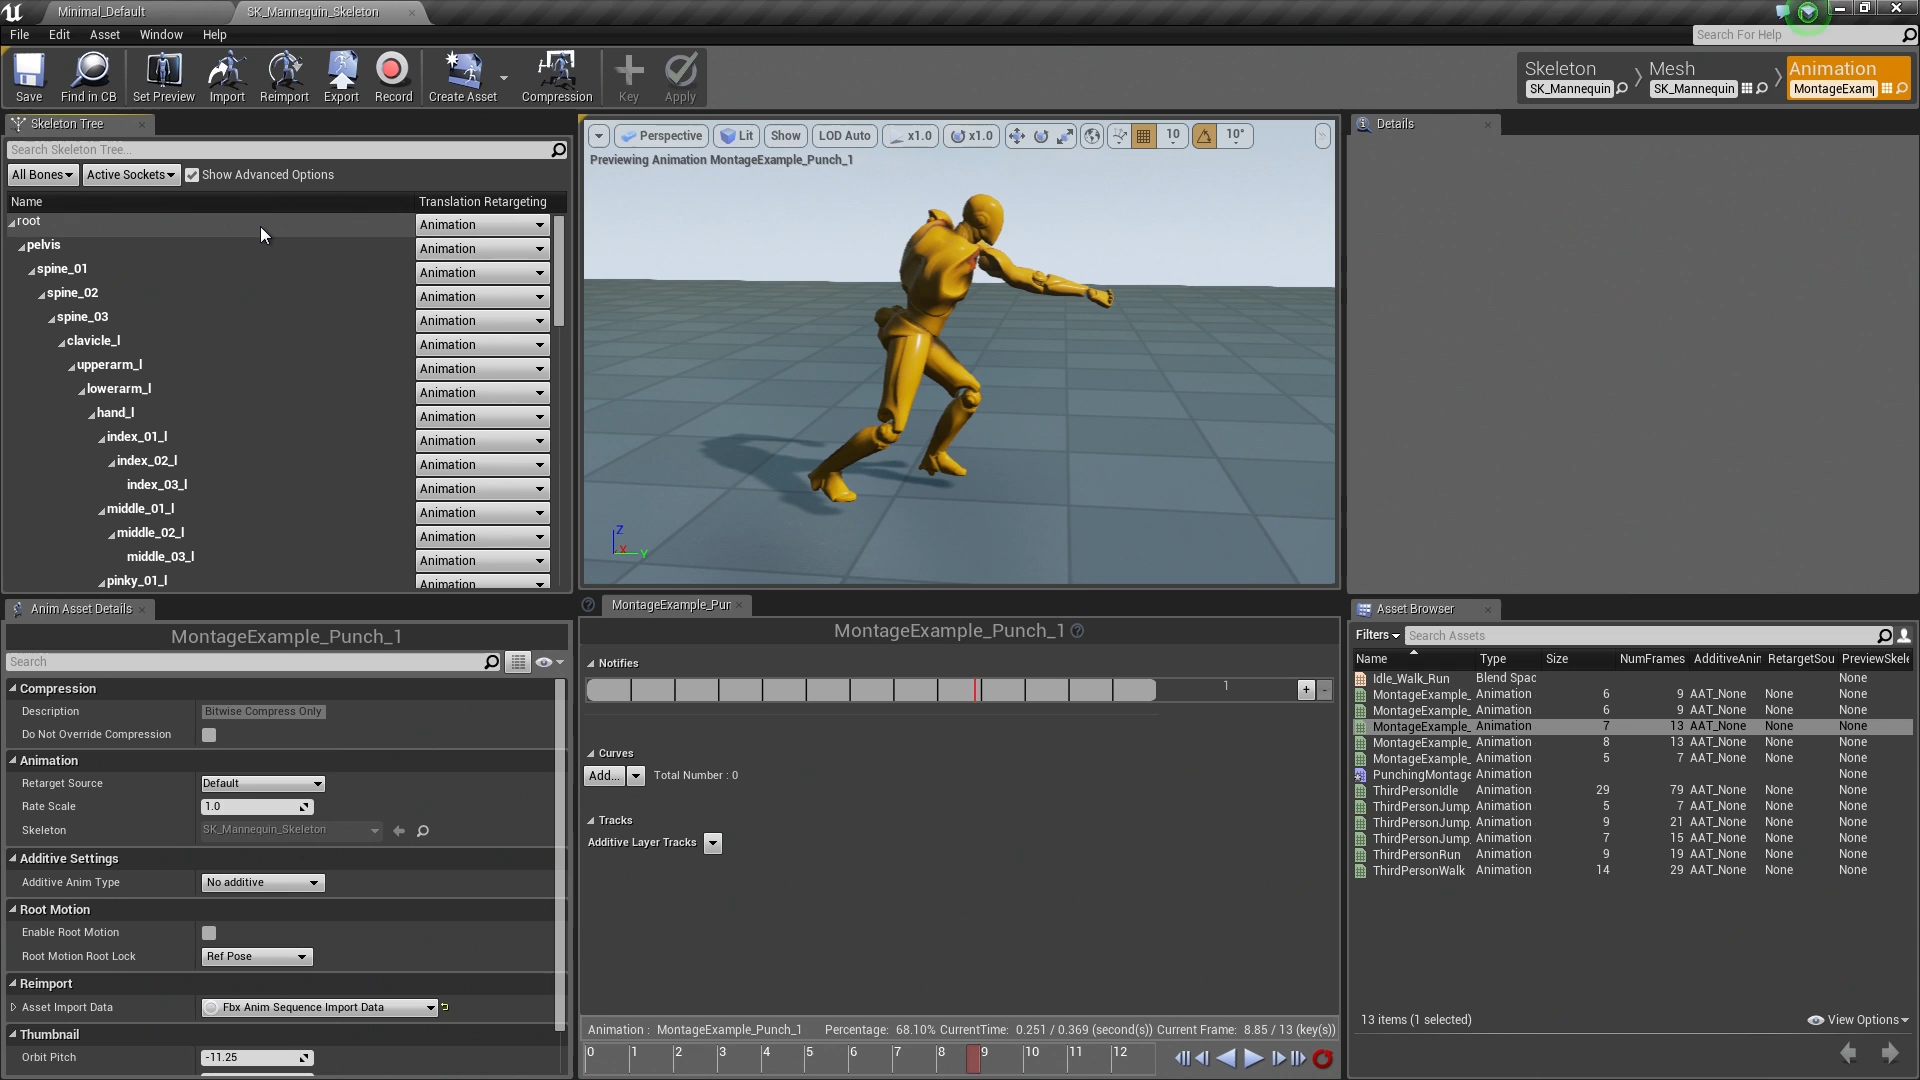 Minimal_Default
SK_Mannequin_Skeleton
File Edit Asset Window Help
Search For Help
Save
Find in CB
Set Preview
Import
Reimport
Export
Record
Create Asset
Compression
Key
Apply
Skeleton
SK_Mannequin
Mesh
SK_Mannequin
Animation
MontageExamp
Skeleton Tree
Search Skeleton Tree...
All Bones
Active Sockets
Show Advanced Options
Name Translation Retargeting
root Animation
pelvis Animation
spine_01 Animation
spine_02 Animation
spine_03 Animation
clavicle_l Animation
upperarm_l Animation
lowerarm_l Animation
hand_l Animation
index_01_l Animation
index_02_l Animation
index_03_l Animation
middle_01_l Animation
middle_02_l Animation
middle_03_l Animation
pinky_01_l Animation
Perspective Lit Show LOD Auto x1.0 x1.0 10 10°
Previewing Animation MontageExample_Punch_1
Z
X
Y
Details
Anim Asset Details
MontageExample_Punch_1
Search
Compression
Description Bitwise Compress Only
Do Not Override Compression
Animation
Retarget Source Default
Rate Scale 1.0
Skeleton SK_Mannequin_Skeleton
Additive Settings
Additive Anim Type No additive
Root Motion
Enable Root Motion
Root Motion Root Lock Ref Pose
Reimport
Asset Import Data Fbx Anim Sequence Import Data
Thumbnail
Orbit Pitch -11.25
MontageExample_Pur
MontageExample_Punch_1
Notifies
1 + -
Curves
Add... Total Number : 0
Tracks
Additive Layer Tracks
Animation : MontageExample_Punch_1 Percentage: 68.10% CurrentTime: 0.251 / 0.369 (second(s)) Current Frame: 8.85 / 13 (key(s))
0 1 2 3 4 5 6 7 8 9 10 11 12
Asset Browser
Filters Search Assets
Name Type Size NumFrames AdditiveAnim RetargetSou PreviewSkele
Idle_Walk_Run Blend Spac None
MontageExample_ Animation 6 9 AAT_None None None
MontageExample_ Animation 6 9 AAT_None None None
MontageExample_ Animation 7 13 AAT_None None None
MontageExample_ Animation 8 13 AAT_None None None
MontageExample_ Animation 5 7 AAT_None None None
PunchingMontage Animation None
ThirdPersonIdle Animation 29 79 AAT_None None None
ThirdPersonJump_ Animation 5 7 AAT_None None None
ThirdPersonJump_ Animation 9 21 AAT_None None None
ThirdPersonJump_ Animation 7 15 AAT_None None None
ThirdPersonRun Animation 9 19 AAT_None None None
ThirdPersonWalk Animation 14 29 AAT_None None None
13 items (1 selected)
View Options